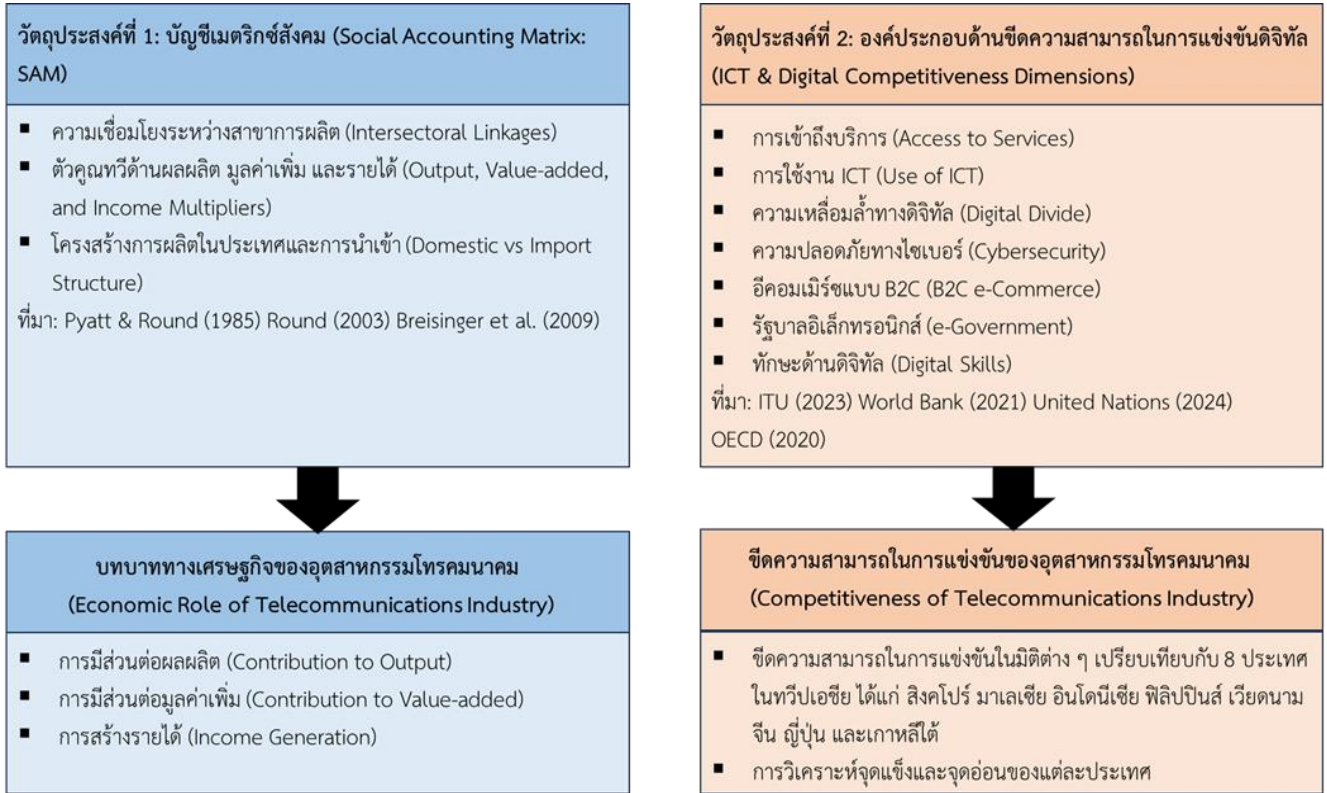 วัตถุประสงค์ที่ 1: บัญชีเมตริกซ์สังคม (Social Accounting Matrix:
SAM)
▪ ความเชื่อมโยงระหว่างสาขาการผลิต (Intersectoral Linkages)
▪ ตัวคูณทวีด้านผลผลิต มูลค่าเพิ่ม และรายได้ (Output, Value-added,
and Income Multipliers)
▪ โครงสร้างการผลิตในประเทศและการนำเข้า (Domestic vs Import
Structure)
ที่มา: Pyatt & Round (1985) Round (2003) Breisinger et al. (2009)
บทบาททางเศรษฐกิจของอุตสาหกรรมโทรคมนาคม
(Economic Role of Telecommunications Industry)
▪ การมีส่วนต่อผลผลิต (Contribution to Output)
▪ การมีส่วนต่อมูลค่าเพิ่ม (Contribution to Value-added)
▪ การสร้างรายได้ (Income Generation)
วัตถุประสงค์ที่ 2: องค์ประกอบด้านขีดความสามารถในการแข่งขันดิจิทัล
(ICT & Digital Competitiveness Dimensions)
▪ การเข้าถึงบริการ (Access to Services)
▪ การใช้งาน ICT (Use of ICT)
▪ ความเหลื่อมล้ำทางดิจิทัล (Digital Divide)
▪ ความปลอดภัยทางไซเบอร์ (Cybersecurity)
▪ อีคอมเมิร์ซแบบ B2C (B2C e-Commerce)
▪ รัฐบาลอิเล็กทรอนิกส์ (e-Government)
▪ ทักษะด้านดิจิทัล (Digital Skills)
ที่มา: ITU (2023) World Bank (2021) United Nations (2024)
OECD (2020)
ขีดความสามารถในการแข่งขันของอุตสาหกรรมโทรคมนาคม
(Competitiveness of Telecommunications Industry)
▪ ขีดความสามารถในการแข่งขันในมิติต่าง ๆ เปรียบเทียบกับ 8 ประเทศ
ในทวีปเอเชีย ได้แก่ สิงคโปร์ มาเลเซีย อินโดนีเซีย ฟิลิปปินส์ เวียดนาม
จีน ญี่ปุ่น และเกาหลีใต้
▪ การวิเคราะห์จุดแข็งและจุดอ่อนของแต่ละประเทศ